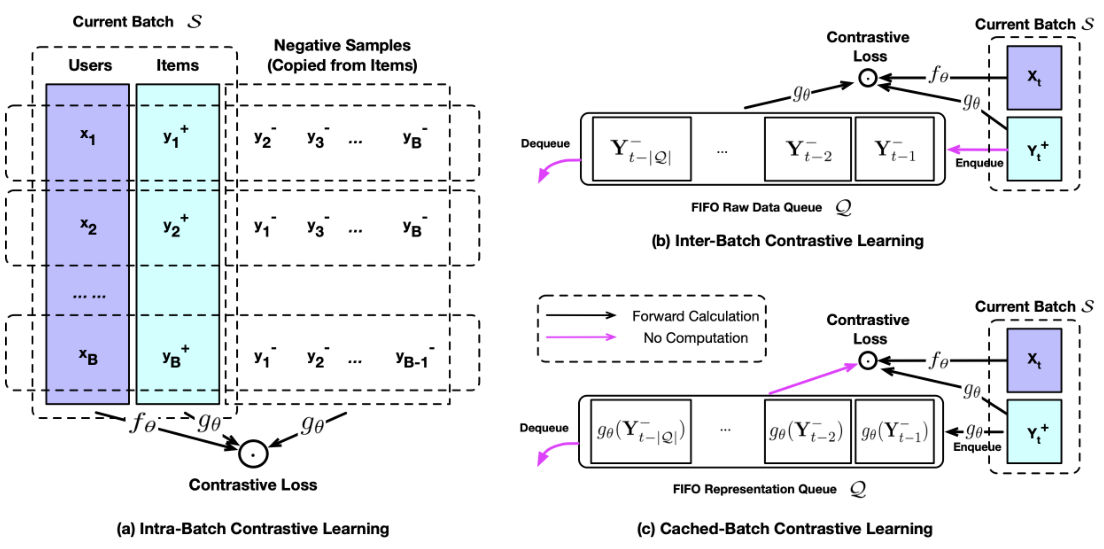 Current Batch S
Users Items
Negative Samples
(Copied from Items)
x1 y1+ y2- y3- ... yB-
x2 y2+ y1- y3- ... yB-
... ...
xB yB+ y1- y2- ... yB-1-
fθ gθ gθ
Contrastive Loss
(a) Intra-Batch Contrastive Learning
Current Batch S
Contrastive
Loss
fθ
Xt
gθ
gθ
Dequeue
Y−t−|Q| ... Y−t−2 Y−t−1
Enqueue
Yt+
FIFO Raw Data Queue Q
(b) Inter-Batch Contrastive Learning
Forward Calculation
No Computation
Current Batch S
Contrastive
Loss
fθ
Xt
gθ
Dequeue
gθ(Y−t−|Q|) ... gθ(Y−t−2) gθ(Y−t−1)
gθ
Enqueue
Yt+
FIFO Representation Queue Q
(c) Cached-Batch Contrastive Learning